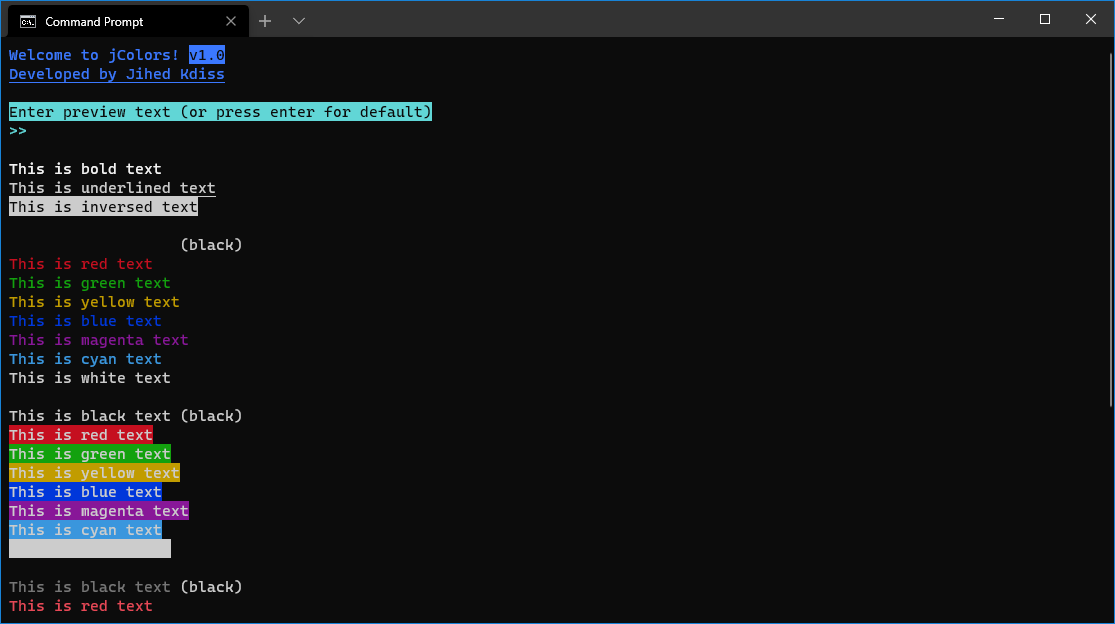 Command Prompt
Welcome to jColors! v1.0
Developed by Jihed Kdiss
Enter preview text (or press enter for default)
>>
This is bold text
This is underlined text
This is inversed text
(black)
This is red text
This is green text
This is yellow text
This is blue text
This is magenta text
This is cyan text
This is white text
This is black text (black)
This is red text
This is green text
This is yellow text
This is blue text
This is magenta text
This is cyan text
This is black text (black)
This is red text